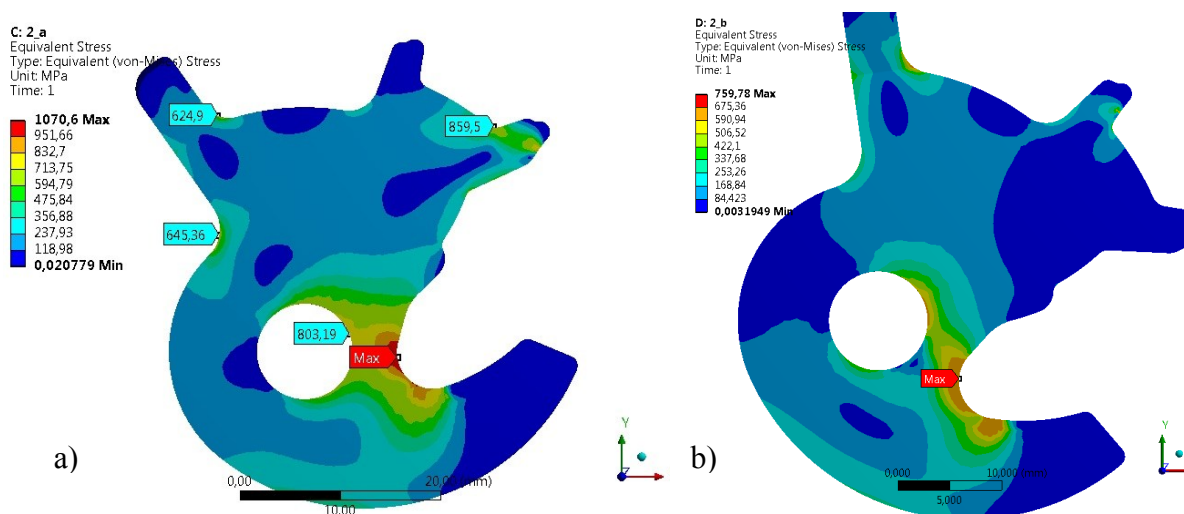 C: 2_a
Equivalent Stress
Type: Equivalent (von-Mises) Stress
Unit: MPa
Time: 1
1070,6 Max
951,66
832,7
713,75
594,79
475,84
356,88
237,93
118,98
0,020779 Min
624,9
859,5
645,36
803,19
Max
Y
Z
0,00
20,00 (mm)
10,00
a)
D: 2_b
Equivalent Stress
Type: Equivalent (von-Mises) Stress
Unit: MPa
Time: 1
759,78 Max
675,36
590,94
506,52
422,1
337,68
253,26
168,84
84,423
0,0031949 Min
Max
Y
Z
0,000
10,000 (mm)
5,000
b)